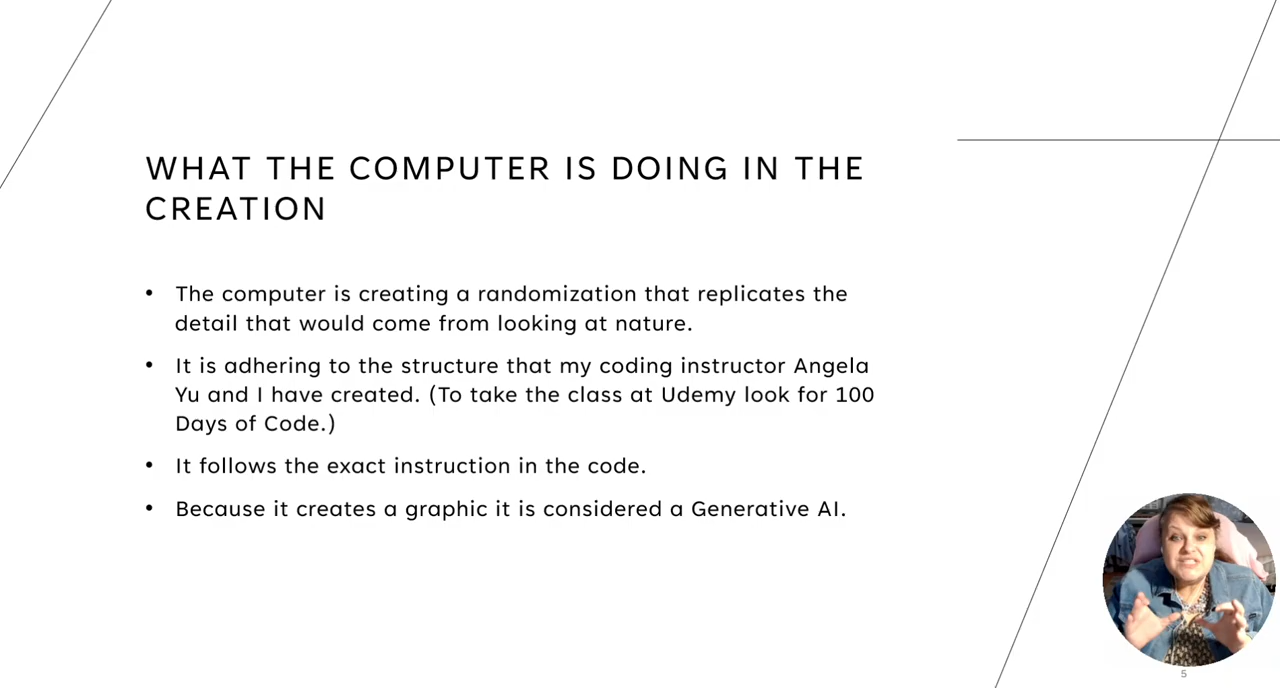 WHAT THE COMPUTER IS DOING IN THE
CREATION
• The computer is creating a randomization that replicates the
detail that would come from looking at nature.
• It is adhering to the structure that my coding instructor Angela
Yu and I have created. (To take the class at Udemy look for 100
Days of Code.)
• It follows the exact instruction in the code.
• Because it creates a graphic it is considered a Generative AI.
5